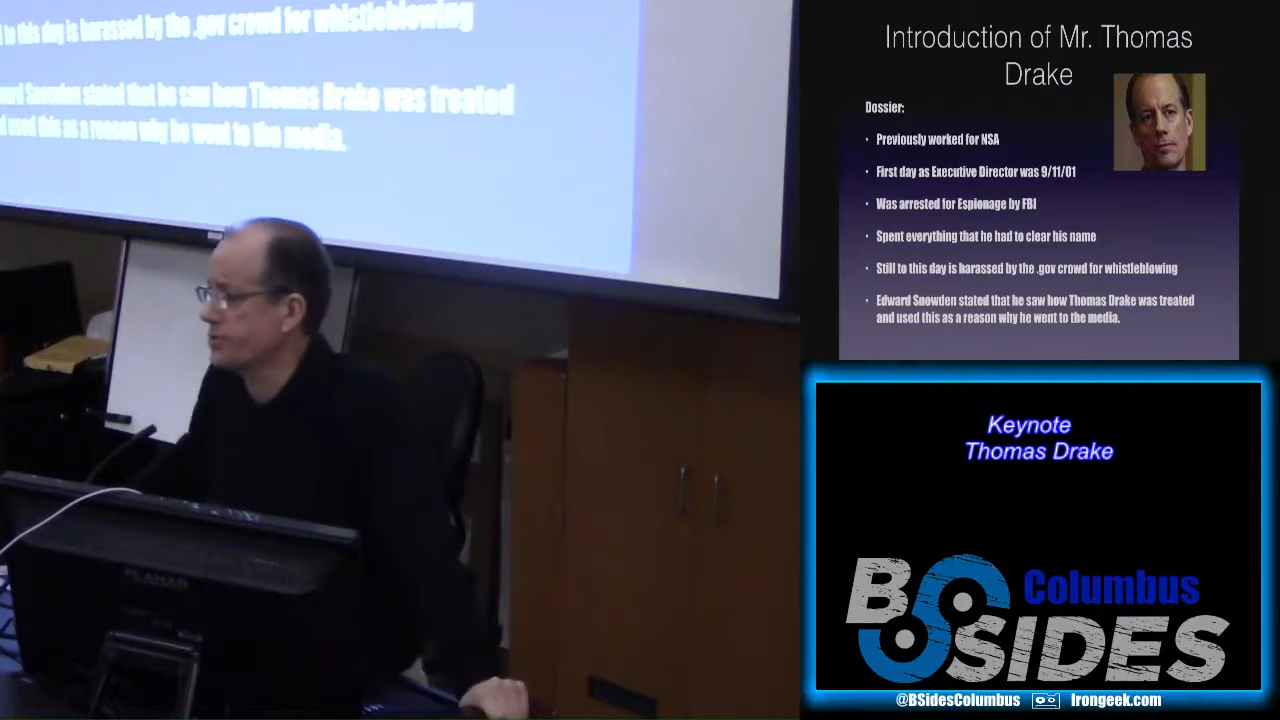 to this day is harassed by the .gov crowd for whistleblowing
Edward Snowden stated that he saw how Thomas Drake was treated
used this as a reason why he went to the media.
PLANAR
Introduction of Mr. Thomas
Drake
Dossier:
· Previously worked for NSA
· First day as Executive Director was 9/11/01
· Was arrested for Espionage by FBI
· Spent everything that he had to clear his name
· Still to this day is harassed by the .gov crowd for whistleblowing
· Edward Snowden stated that he saw how Thomas Drake was treated
and used this as a reason why he went to the media.
Keynote
Thomas Drake
BSIDES
Columbus
@BSidesColumbus
Irongeek.com